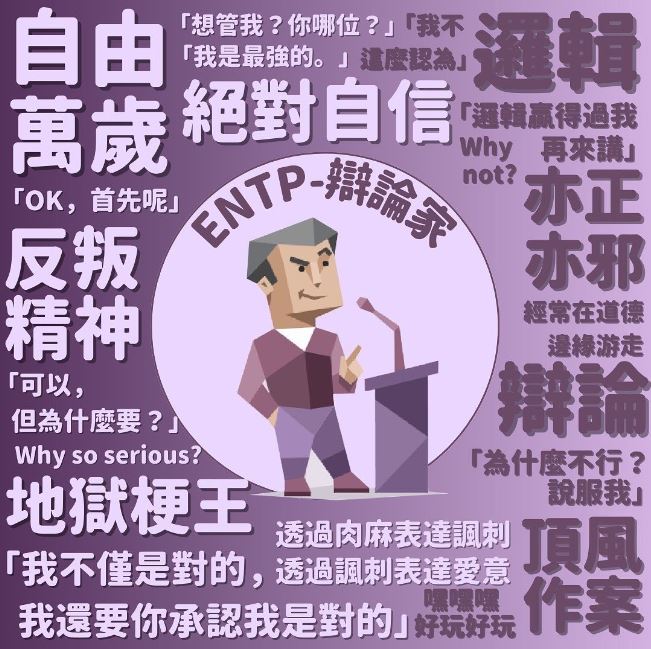 自由
萬歲
「想管我？你哪位？」「我不
「我是最強的。」這麼認為」
邏輯
絕對自信
「邏輯贏得過我
Why 再來講」
not?
「OK，首先呢」
ENTP-辯論家
亦正
亦邪
反叛
精神
經常在道德
邊緣游走
「可以，
但為什麼要？」
Why so serious?
辯論
「為什麼不行？
說服我」
地獄梗王
透過肉麻表達諷刺
透過諷刺表達愛意
「我不僅是對的，
我還要你承認我是對的」
嘿嘿嘿
好玩好玩
頂風
作案